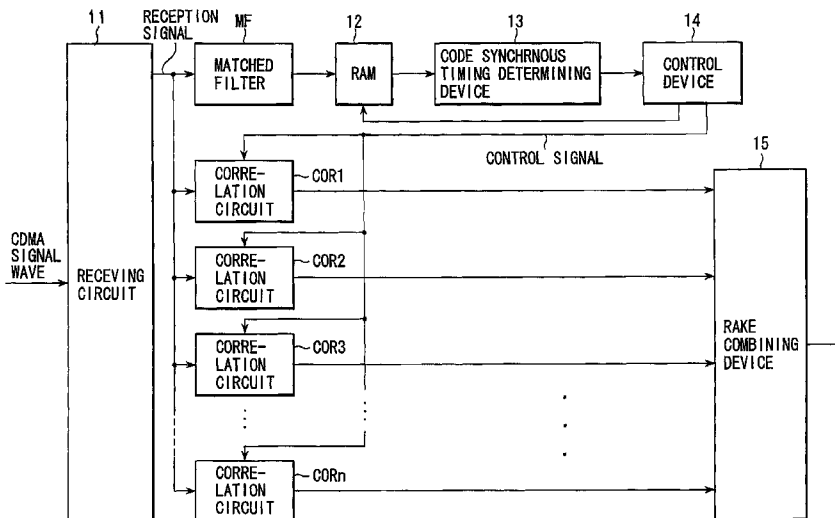 11
RECEPTION
SIGNAL
MF
12
13
14
MATCHED
FILTER
RAM
CODE SYNCHRNOUS
TIMING DETERMINING
DEVICE
CONTROL
DEVICE
CONTROL SIGNAL
15
CORRE-
LATION
CIRCUIT
COR1
CDMA
SIGNAL
WAVE
RECEVING
CIRCUIT
CORRE-
LATION
CIRCUIT
COR2
CORRE-
LATION
CIRCUIT
COR3
RAKE
COMBINING
DEVICE
CORRE-
LATION
CIRCUIT
CORn